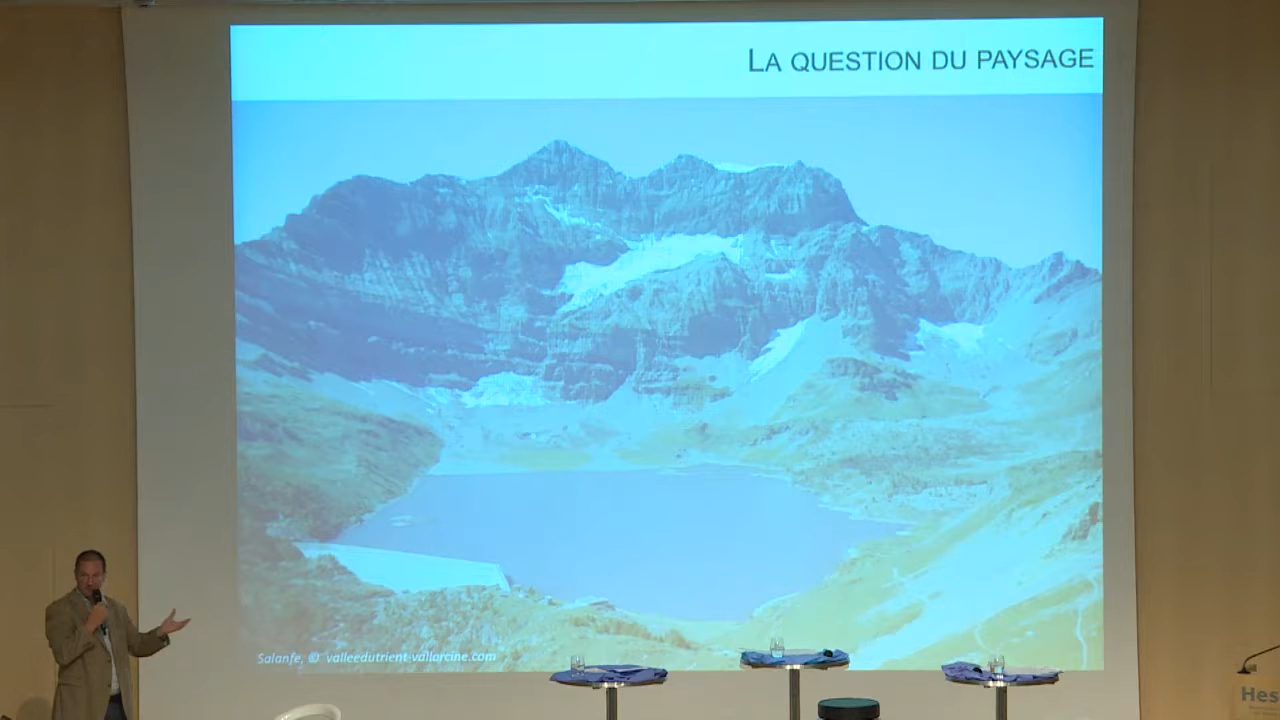 LA QUESTION DU PAYSAGE
Salanfe, © valleedutrient-vallorcine.com
Hes